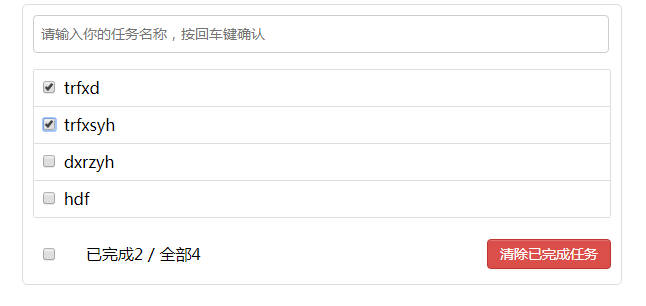 请输入你的任务名称，按回车键确认
trfxd
trfxsyh
dxrzyh
hdf
已完成2 / 全部4
清除已完成任务